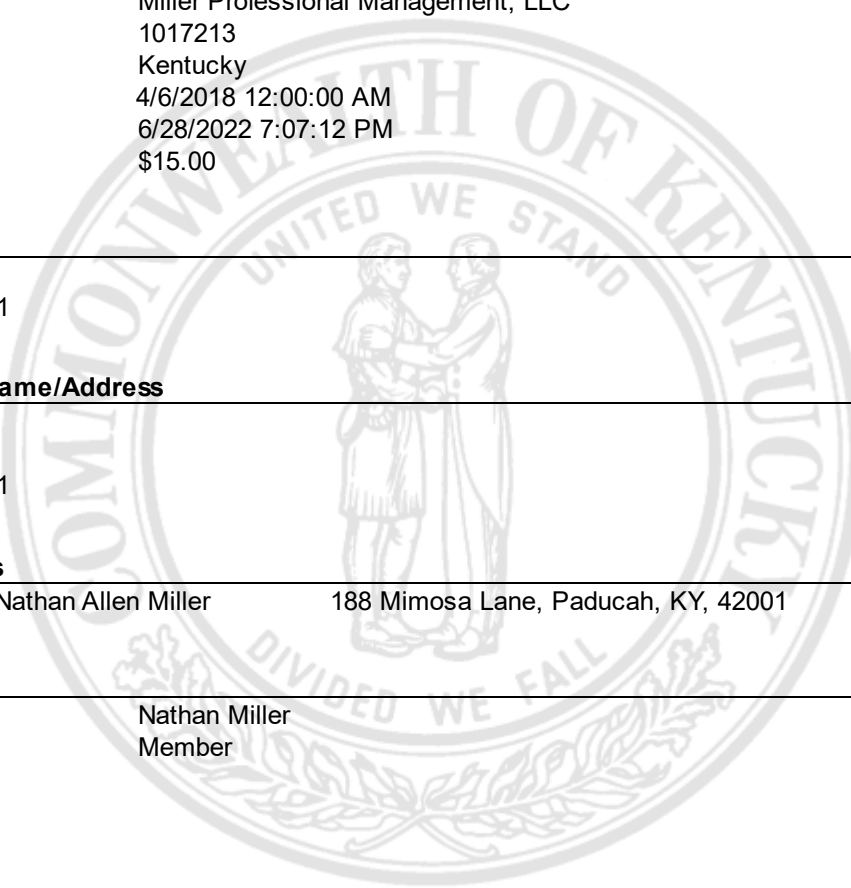 Miller Professional Management, LLC
1017213
Kentucky
4/6/2018 12:00:00 AM
6/28/2022 7:07:12 PM
$15.00
1
ame/Address
1
s
Nathan Allen Miller 188 Mimosa Lane, Paducah, KY, 42001
Nathan Miller
Member
COMMONWEALTH OF KENTUCKY
UNITED WE STAND
DIVIDED WE FALL